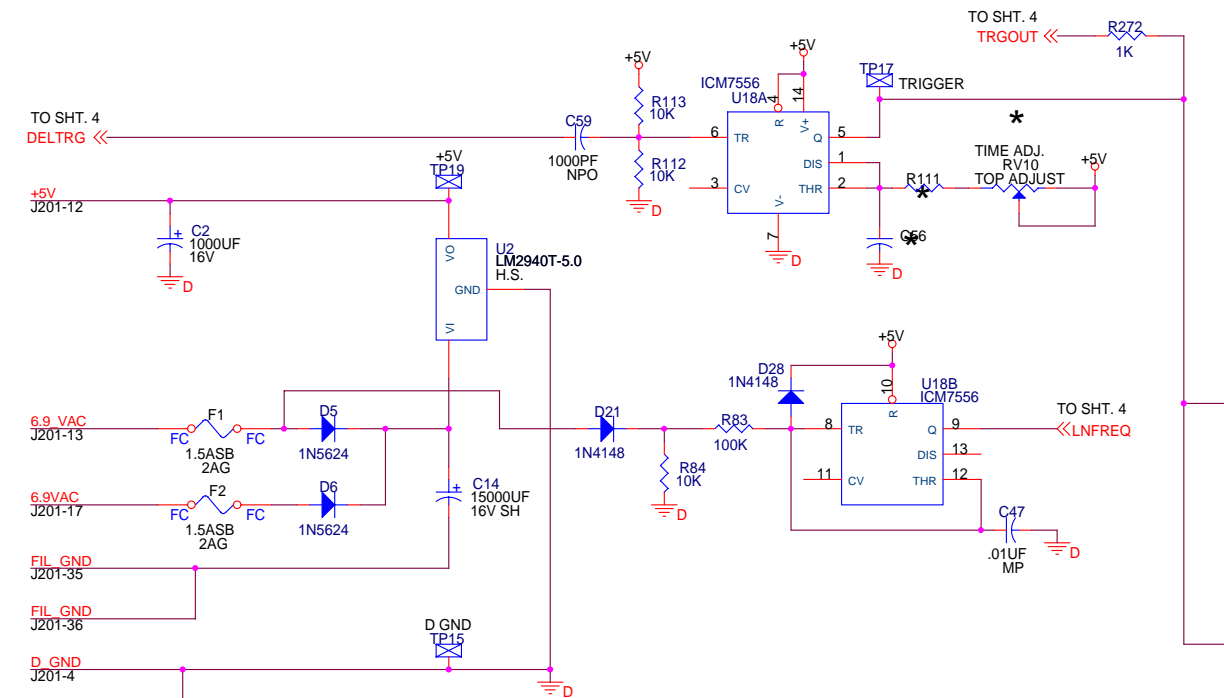 TO SHT. 4
TRGOUT
R272
1K
+5V
+5V
TP17
TRIGGER
ICM7556
U18A
R113
10K
4
14
R
V+
TO SHT. 4
DELTRG
C59
1000PF
NPO
6
TR
Q
5
*
DIS
1
TIME ADJ.
RV10
TOP ADJUST
+5V
R112
10K
3
CV
THR
2
R111
*
V-
7
D
D
C56
*
D
+5V
TP19
+5V
J201-12
C2
1000UF
16V
+
D
VO
U2
LM2940T-5.0
H.S.
GND
VI
+5V
D28
1N4148
10
R
U18B
ICM7556
6.9_VAC
J201-13
FC
F1
FC
1.5ASB
2AG
D5
1N5624
D21
1N4148
R83
100K
8
TR
Q
9
TO SHT. 4
LNFREQ
DIS
13
R84
10K
D
11
CV
THR
12
6.9VAC
J201-17
FC
F2
FC
1.5ASB
2AG
D6
1N5624
+
C14
15000UF
16V SH
C47
.01UF
MP
D
FIL_GND
J201-35
FIL_GND
J201-36
D GND
TP15
D_GND
J201-4
D